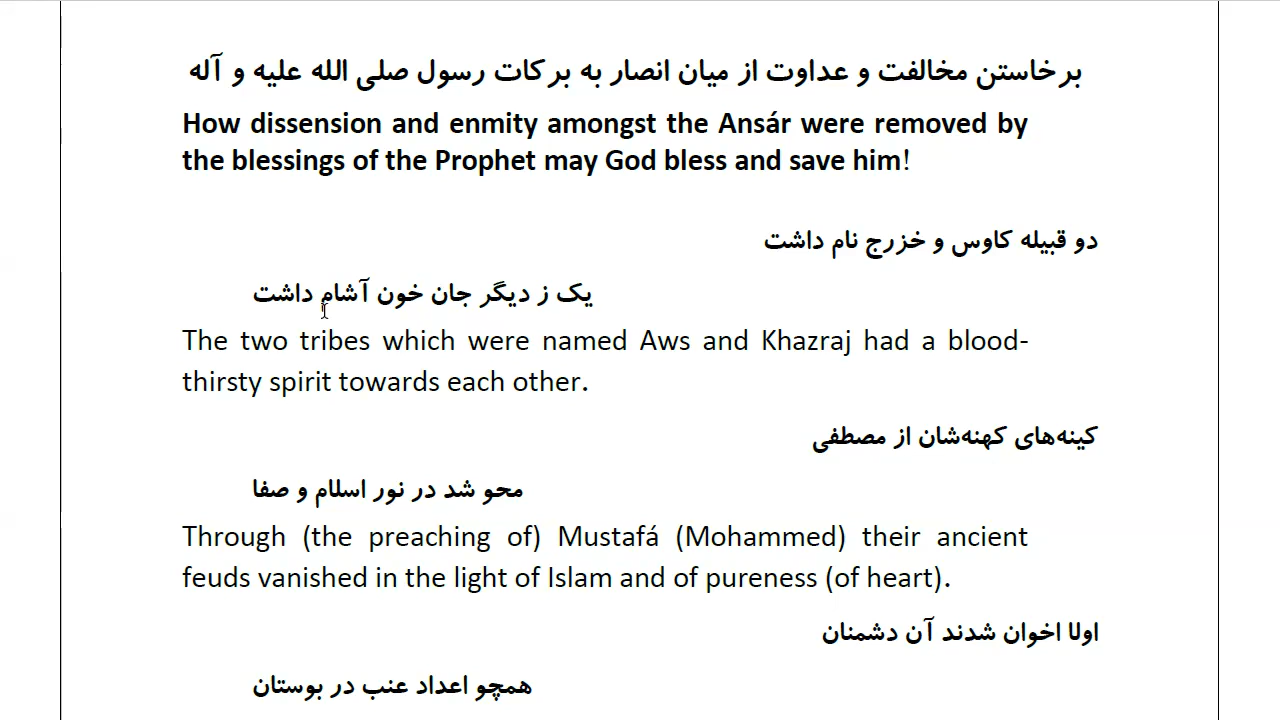 برخاستن مخالفت و عداوت از میان انصار به برکات رسول صلی الله علیه و آله
How dissension and enmity amongst the Ansár were removed by
the blessings of the Prophet may God bless and save him!
دو قبیله کاوس و خزرج نام داشت
یک ز دیگر جان خون آشام داشت
The two tribes which were named Aws and Khazraj had a blood-
thirsty spirit towards each other.
کینه‌های کهنه‌شان از مصطفی
محو شد در نور اسلام و صفا
Through (the preaching of) Mustafá (Mohammed) their ancient
feuds vanished in the light of Islam and of pureness (of heart).
اولا اخوان شدند آن دشمنان
همچو اعداد عنب در بوستان